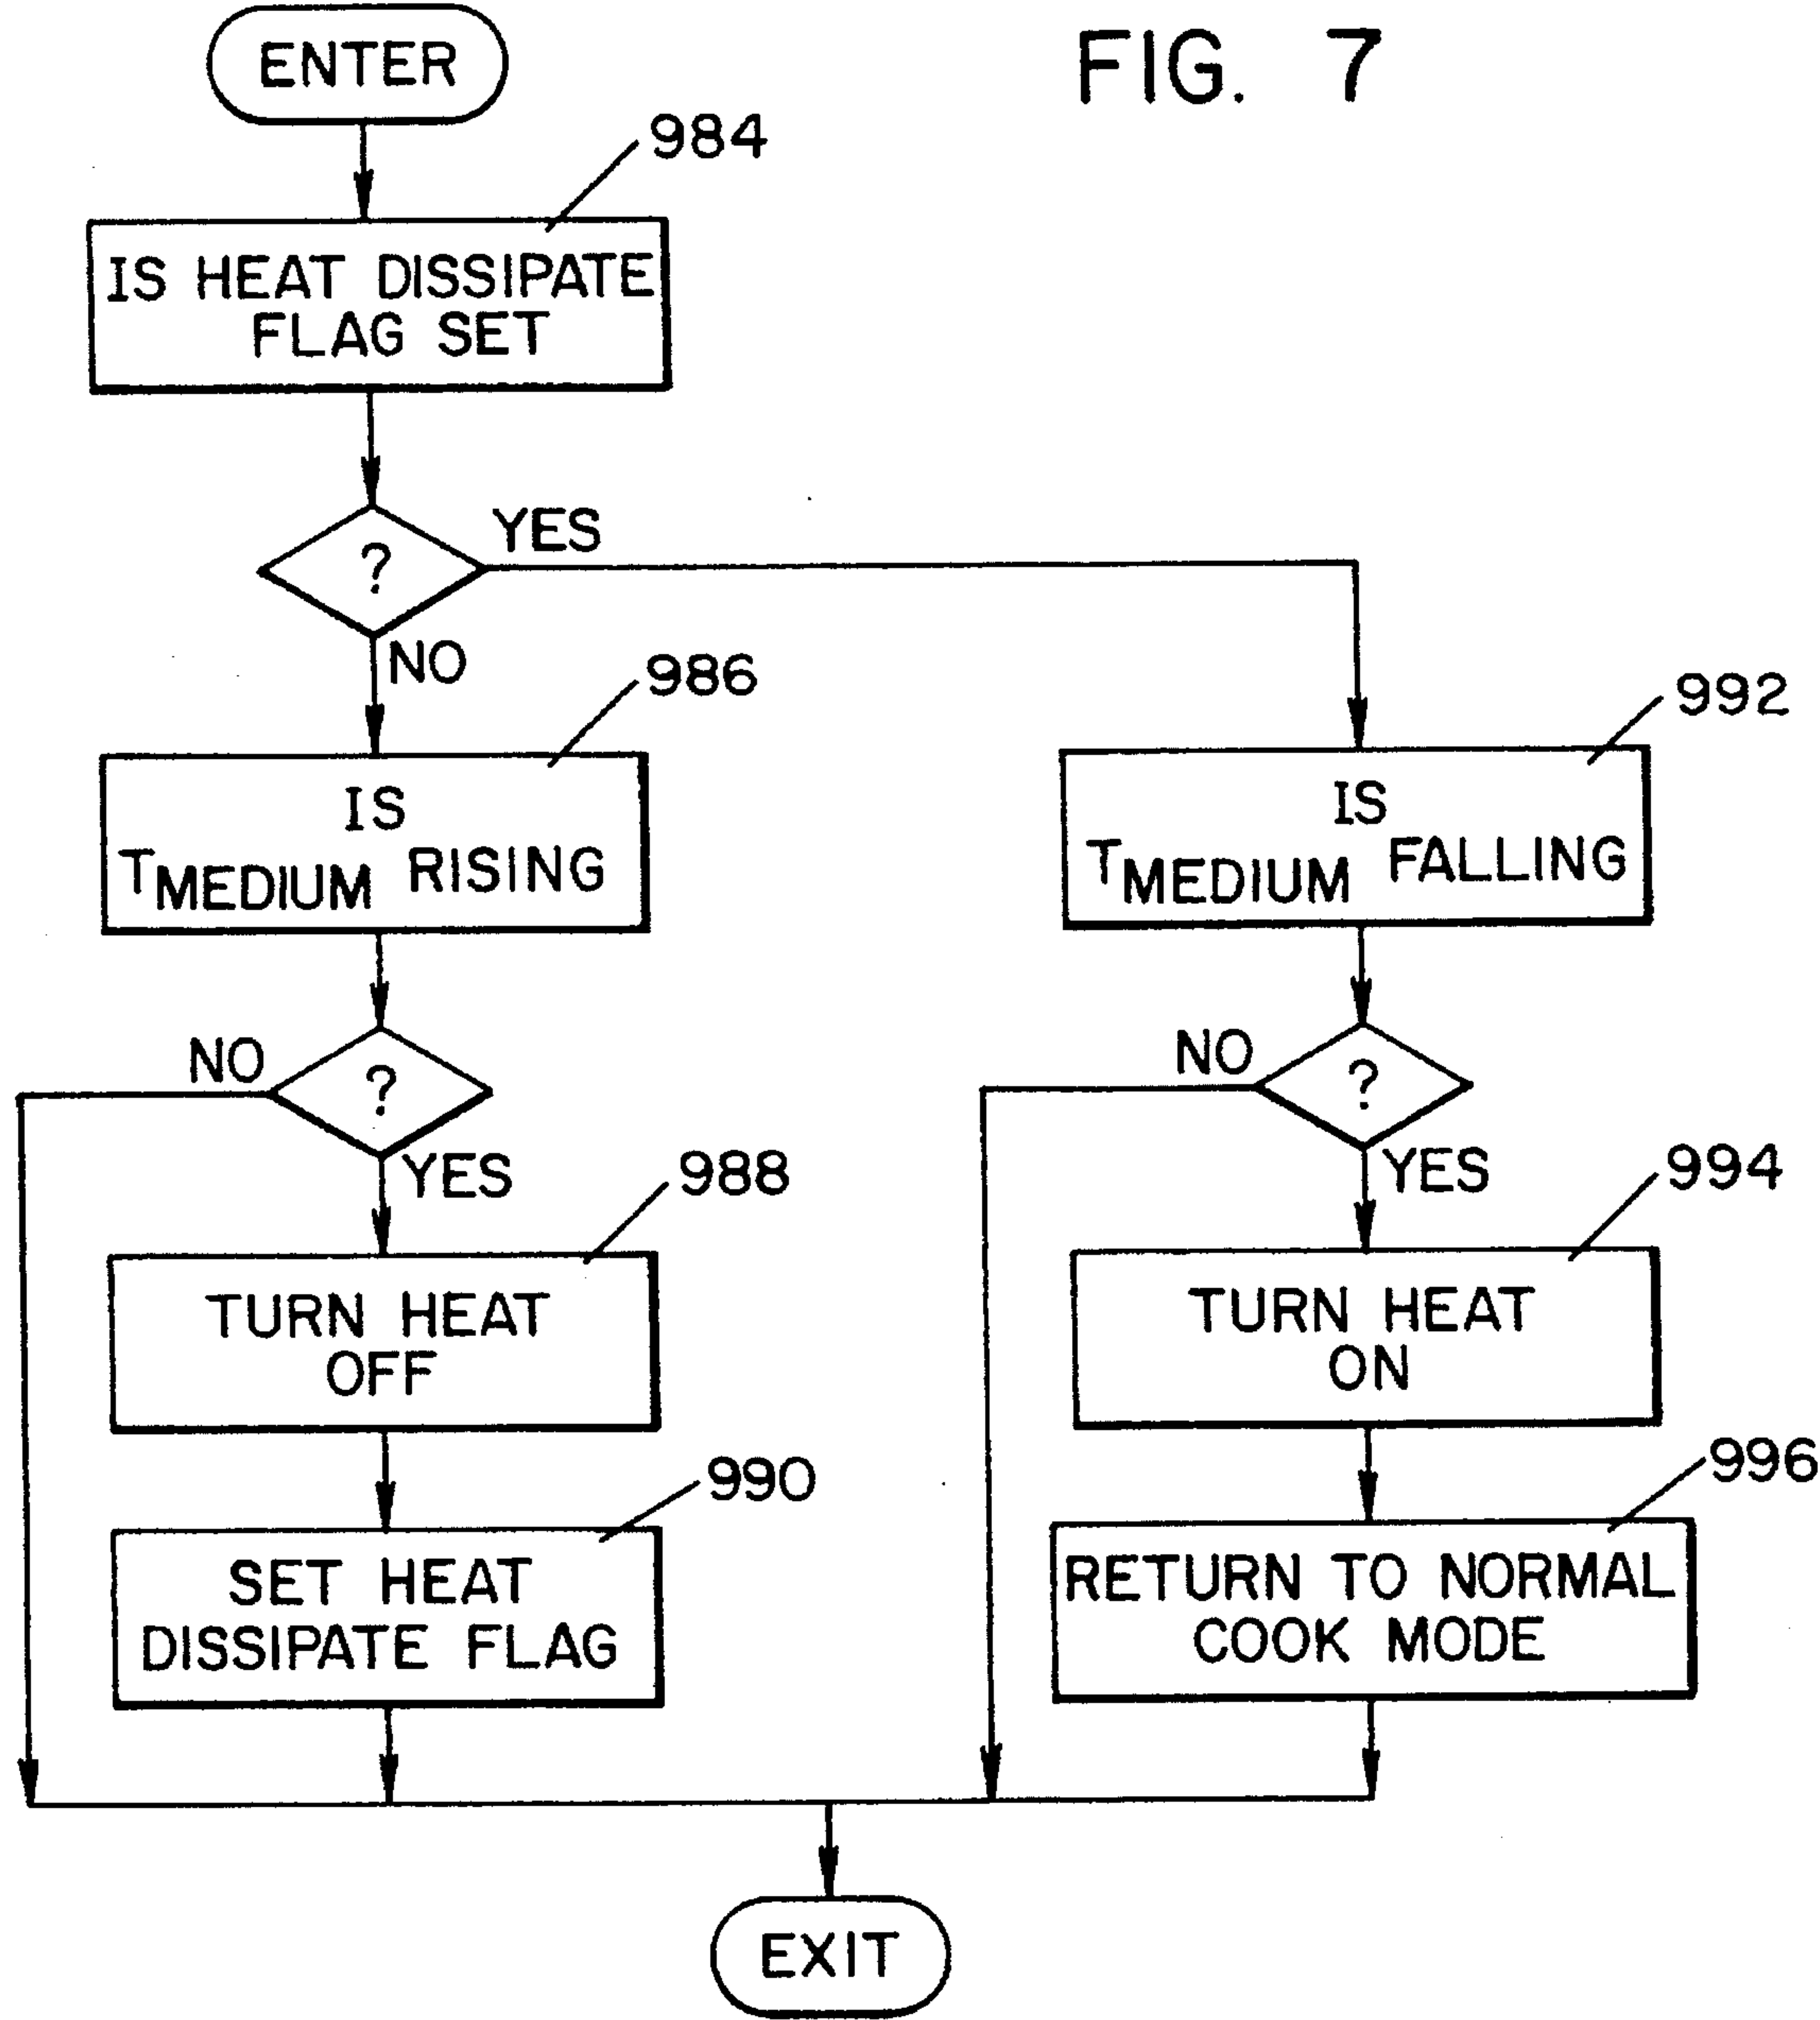 ENTER
FIG. 7
984
IS HEAT DISSIPATE
FLAG SET
?
YES
NO
986
IS
TMEDIUM RISING
992
IS
TMEDIUM FALLING
NO
?
YES
NO
?
YES
988
TURN HEAT
OFF
994
TURN HEAT
ON
990
SET HEAT
DISSIPATE FLAG
996
RETURN TO NORMAL
COOK MODE
EXIT